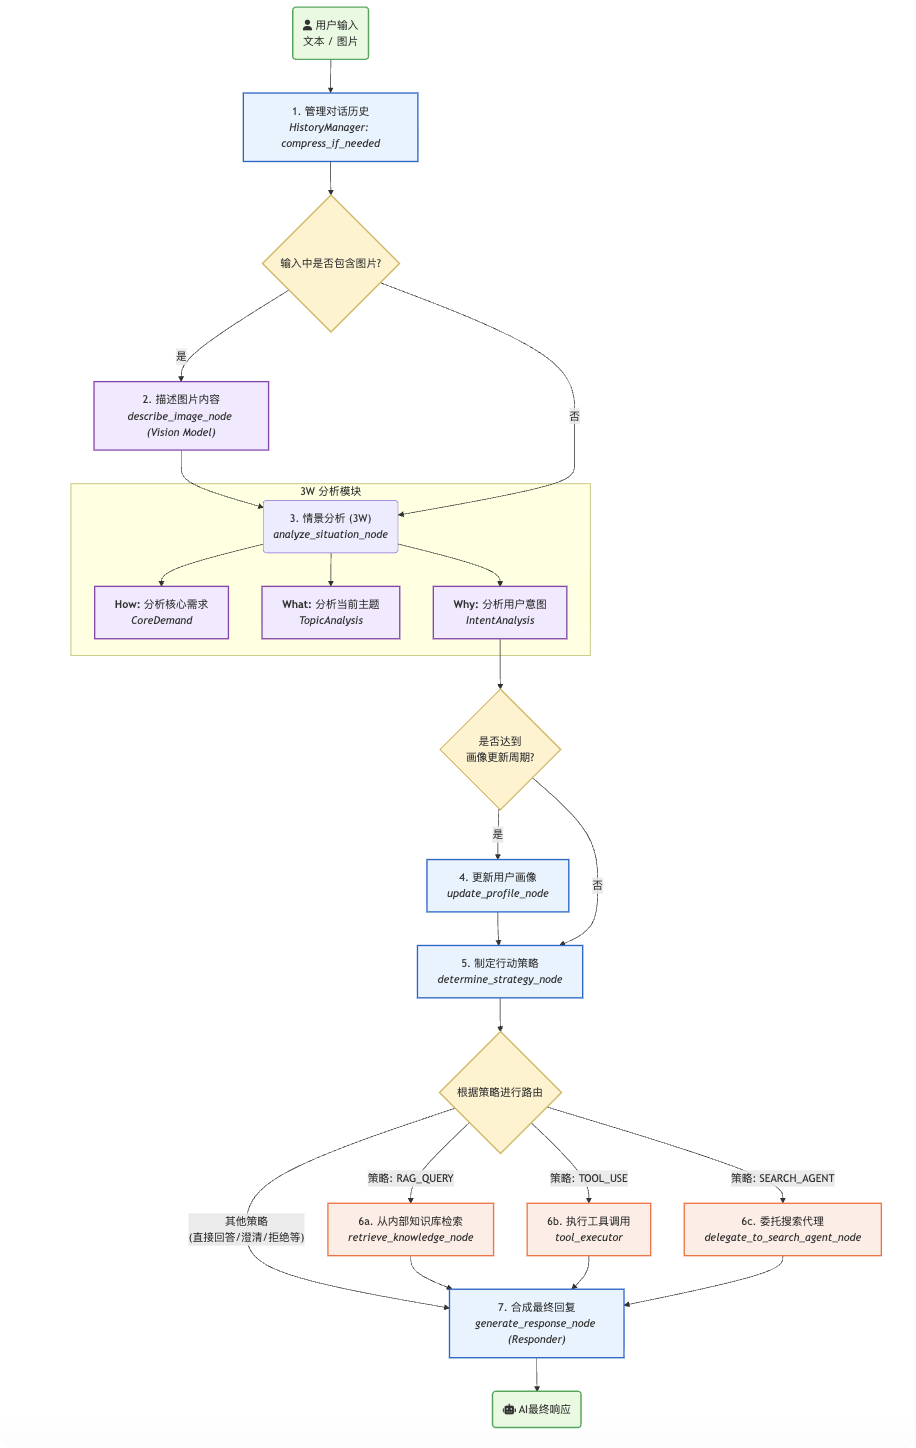 用户输入
文本 / 图片
1. 管理对话历史
HistoryManager:
compress_if_needed
输入中是否包含图片?
是
否
2. 描述图片内容
describe_image_node
(Vision Model)
3W 分析模块
3. 情景分析 (3W)
analyze_situation_node
How: 分析核心需求
CoreDemand
What: 分析当前主题
TopicAnalysis
Why: 分析用户意图
IntentAnalysis
是否达到
画像更新周期?
是
否
4. 更新用户画像
update_profile_node
5. 制定行动策略
determine_strategy_node
根据策略进行路由
其他策略
(直接回答/澄清/拒绝等)
策略: RAG_QUERY
策略: TOOL_USE
策略: SEARCH_AGENT
6a. 从内部知识库检索
retrieve_knowledge_node
6b. 执行工具调用
tool_executor
6c. 委托搜索代理
delegate_to_search_agent_node
7. 合成最终回复
generate_response_node
(Responder)
AI最终响应